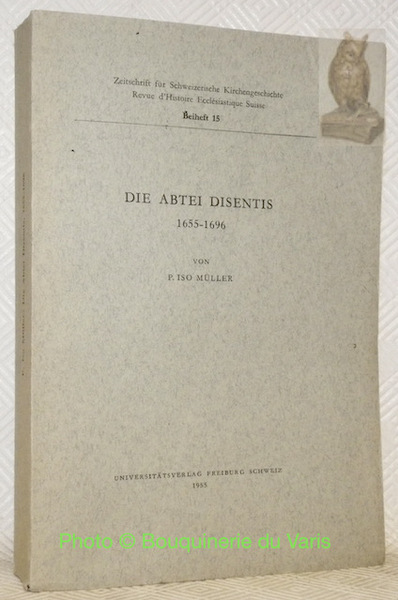 Zeitschrift für Schweizerische Kirchengeschichte
Revue d'Histoire Ecclésiastique Suisse
Beiheft 15
DIE ABTEI DISENTIS
1655-1696
VON
P. ISO MÜLLER
UNIVERSITÄTSVERLAG FREIBURG SCHWEIZ
1955
Photo © Bouquinerie du Varis